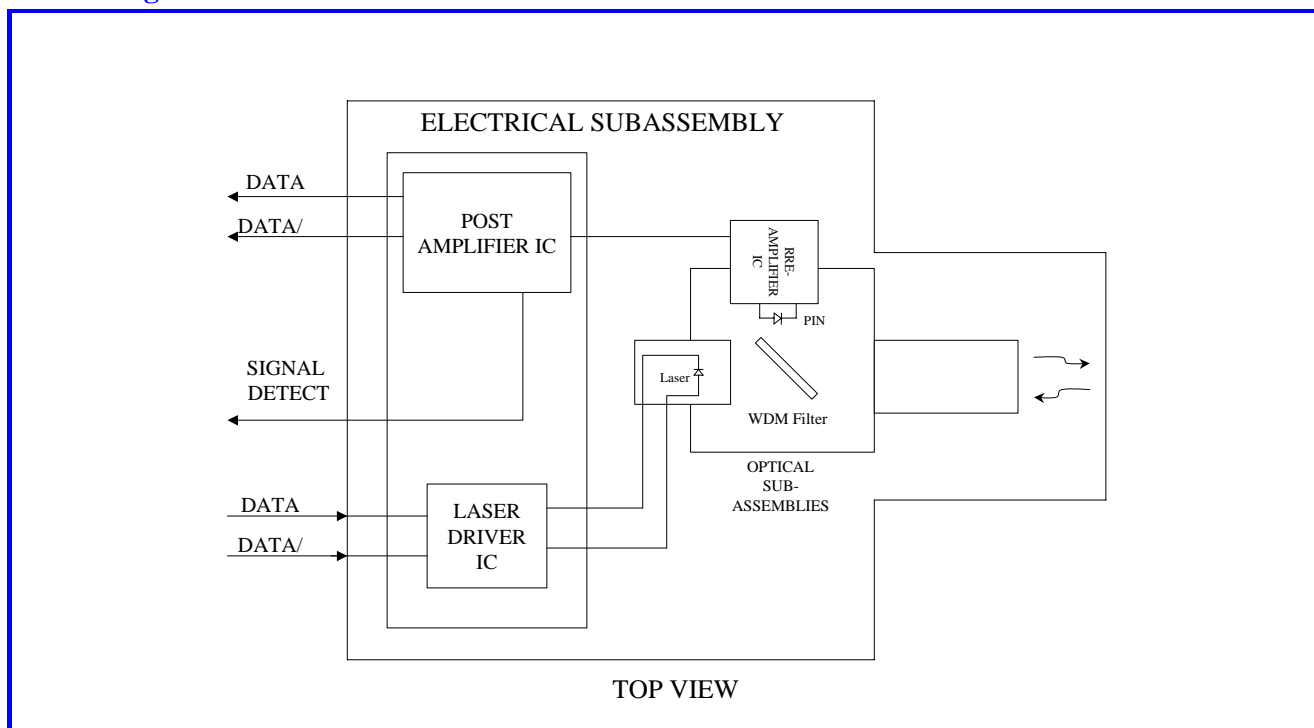 ELECTRICAL SUBASSEMBLY
DATA
DATA/
POST
AMPLIFIER IC
RRE-
AMPLIFIER
IC
PIN
SIGNAL
DETECT
Laser
WDM Filter
OPTICAL
SUB-
ASSEMBLIES
DATA
DATA/
LASER
DRIVER
IC
TOP VIEW